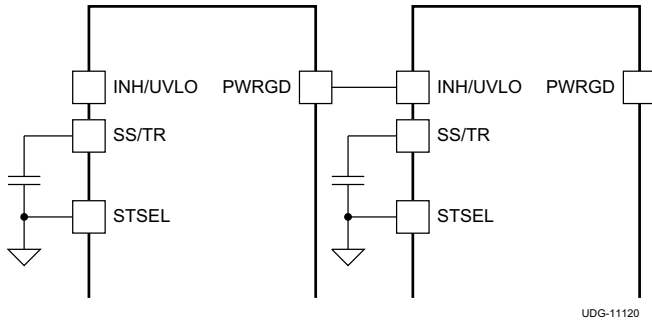 INH/UVLO PWRGD INH/UVLO PWRGD
SS/TR SS/TR
STSEL STSEL
UDG-11120